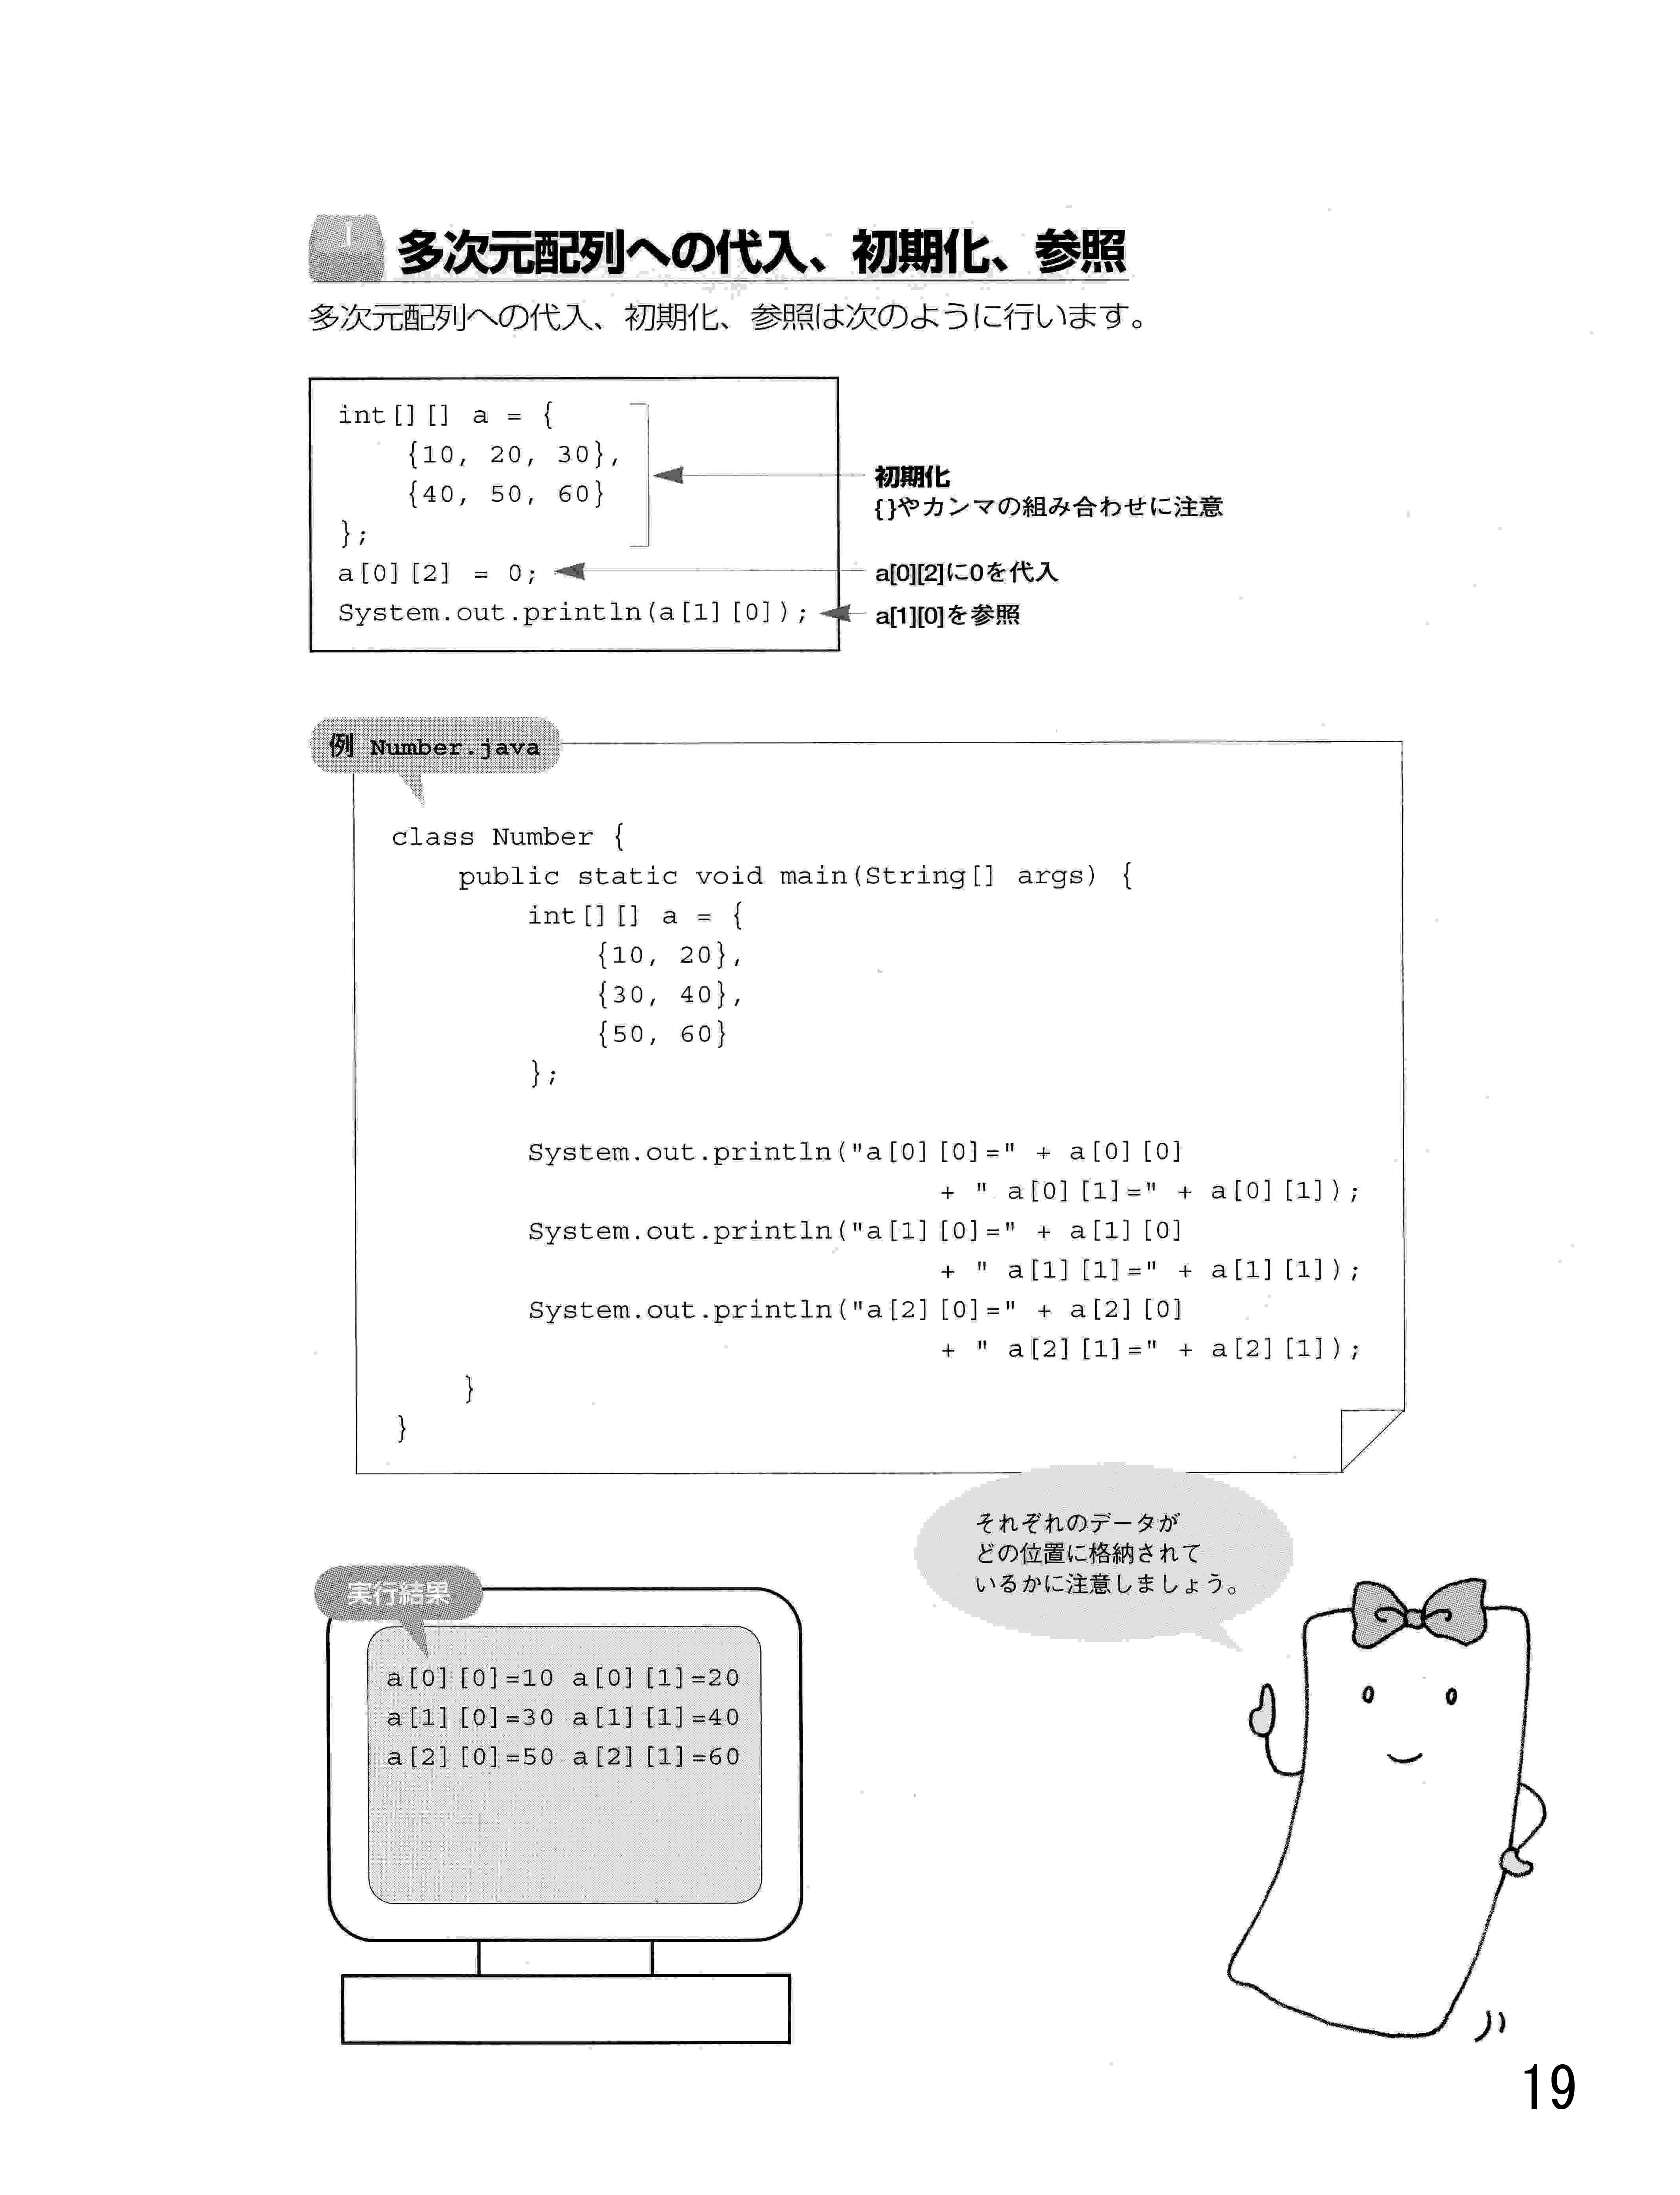 多次元配列への代入、初期化、参照
多次元配列への代入、初期化、参照は次のように行います。
int[][] a = {
    {10, 20, 30},
    {40, 50, 60}
};
a[0][2] = 0;
System.out.println(a[1][0]);
初期化
{}やカンマの組み合わせに注意
a[0][2]に0を代入
a[1][0]を参照
例 Number.java
class Number {
    public static void main(String[] args) {
        int[][] a = {
            {10, 20},
            {30, 40},
            {50, 60}
        };
        System.out.println("a[0][0]=" + a[0][0]
                                + " a[0][1]=" + a[0][1]);
        System.out.println("a[1][0]=" + a[1][0]
                                + " a[1][1]=" + a[1][1]);
        System.out.println("a[2][0]=" + a[2][0]
                                + " a[2][1]=" + a[2][1]);
    }
}
それぞれのデータが
どの位置に格納されて
いるかに注意しましょう。
実行結果
a[0][0]=10 a[0][1]=20
a[1][0]=30 a[1][1]=40
a[2][0]=50 a[2][1]=60
19